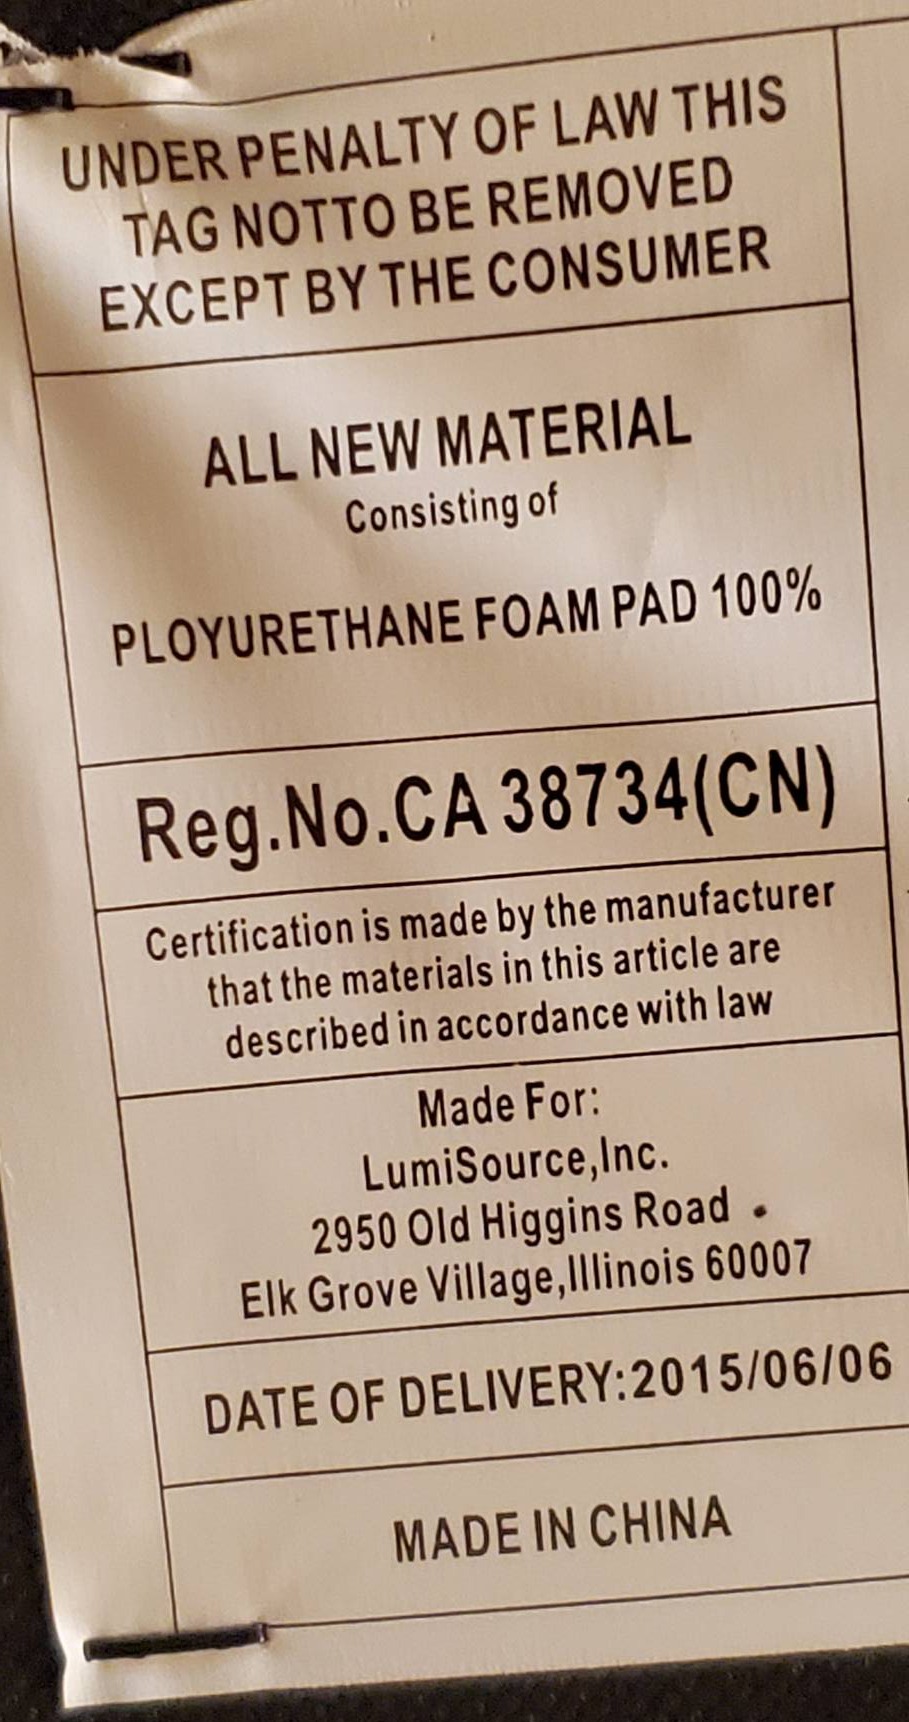 UNDER PENALTY OF LAW THIS
TAG NOTTO BE REMOVED
EXCEPT BY THE CONSUMER
ALL NEW MATERIAL
Consisting of
PLOYURETHANE FOAM PAD 100%
Reg.No.CA 38734(CN)
Certification is made by the manufacturer
that the materials in this article are
described in accordance with law
Made For:
LumiSource,Inc.
2950 Old Higgins Road
Elk Grove Village,Illinois 60007
DATE OF DELIVERY:2015/06/06
MADE IN CHINA